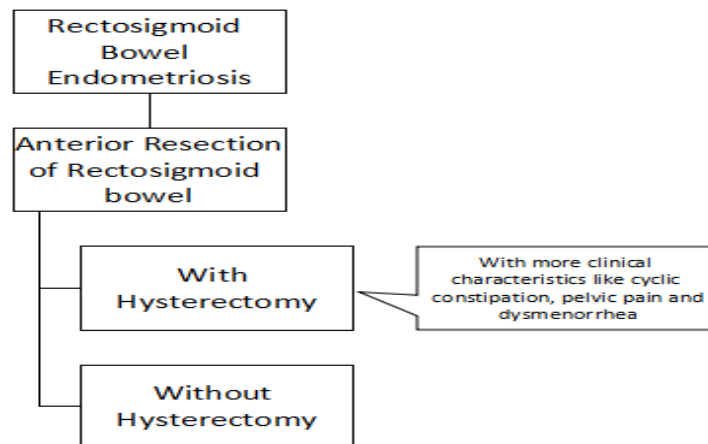 Rectosigmoid
Bowel
Endometriosis
Anterior Resection
of Rectosigmoid
bowel
With
Hysterectomy
With more clinical
characteristics like cyclic
constipation, pelvic pain and
dysmenorrhea
Without
Hysterectomy